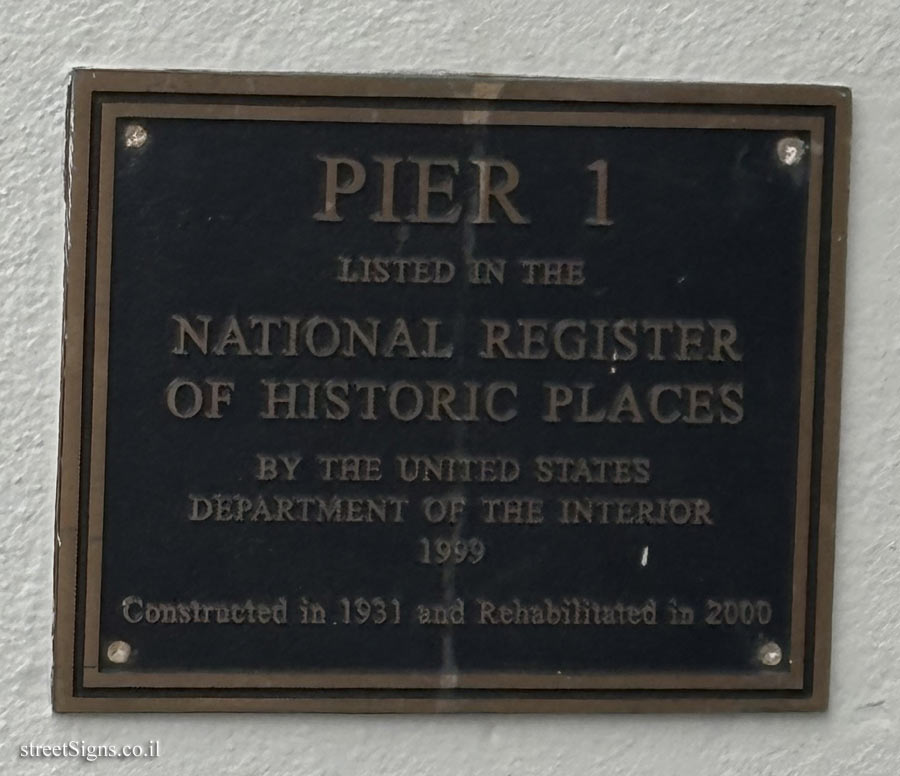 PIER 1
LISTED IN THE
NATIONAL REGISTER
OF HISTORIC PLACES
BY THE UNITED STATES
DEPARTMENT OF THE INTERIOR
1999
Constructed in 1931 and Rehabilitated in 2000
streetSigns.co.il